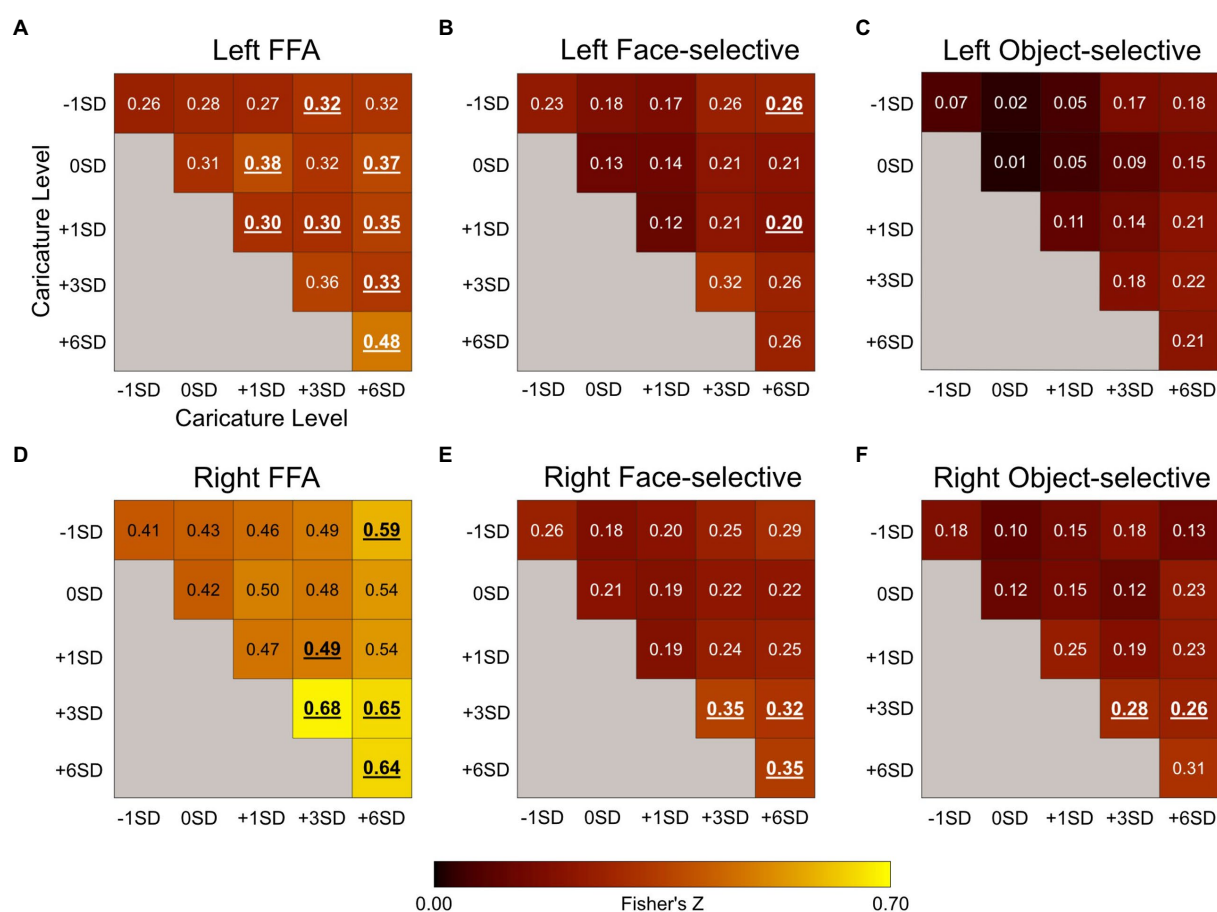 A
Left FFA
B
Left Face-selective
C
Left Object-selective
Caricature Level
-1SD 0.26 0.28 0.27 0.32 0.32
0SD 0.31 0.38 0.32 0.37
+1SD 0.30 0.30 0.35
+3SD 0.36 0.33
+6SD 0.48
-1SD 0SD +1SD +3SD +6SD
Caricature Level
-1SD 0.23 0.18 0.17 0.26 0.26
0SD 0.13 0.14 0.21 0.21
+1SD 0.12 0.21 0.20
+3SD 0.32 0.26
+6SD 0.26
-1SD 0SD +1SD +3SD +6SD
-1SD 0.07 0.02 0.05 0.17 0.18
0SD 0.01 0.05 0.09 0.15
+1SD 0.11 0.14 0.21
+3SD 0.18 0.22
+6SD 0.21
-1SD 0SD +1SD +3SD +6SD
D
Right FFA
-1SD 0.41 0.43 0.46 0.49 0.59
0SD 0.42 0.50 0.48 0.54
+1SD 0.47 0.49 0.54
+3SD 0.68 0.65
+6SD 0.64
-1SD 0SD +1SD +3SD +6SD
E
Right Face-selective
-1SD 0.26 0.18 0.20 0.25 0.29
0SD 0.21 0.19 0.22 0.22
+1SD 0.19 0.24 0.25
+3SD 0.35 0.32
+6SD 0.35
-1SD 0SD +1SD +3SD +6SD
F
Right Object-selective
-1SD 0.18 0.10 0.15 0.18 0.13
0SD 0.12 0.15 0.12 0.23
+1SD 0.25 0.19 0.23
+3SD 0.28 0.26
+6SD 0.31
-1SD 0SD +1SD +3SD +6SD
0.00 Fisher's Z 0.70